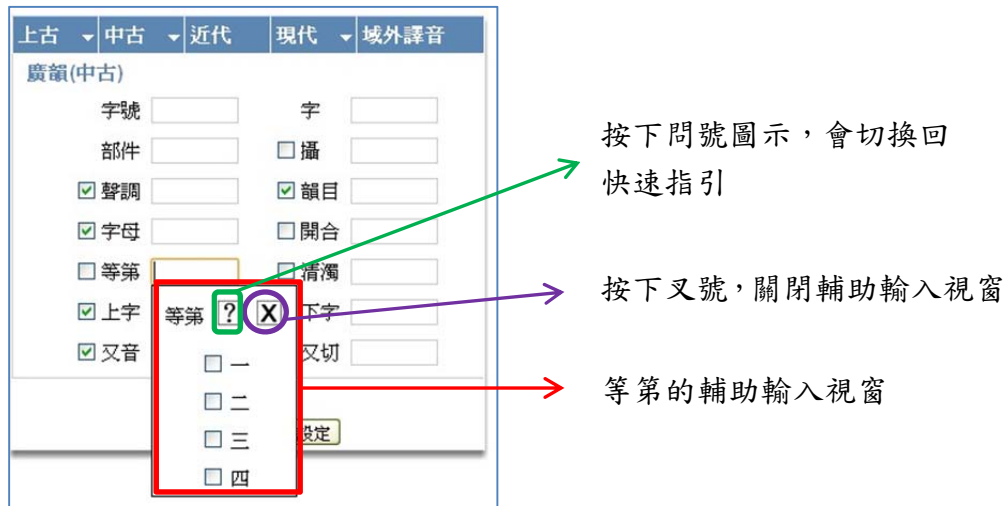 上古 中古 近代 現代 域外譯音
廣韻(中古)
字號 字
部件 攝
聲調 韻目
字母 開合
等第 清濁
上字 下字
又音 又切
等第 ? X
一
二
三
四
設定
按下問號圖示，會切換回
快速指引
按下叉號，關閉輔助輸入視窗
等第的輔助輸入視窗